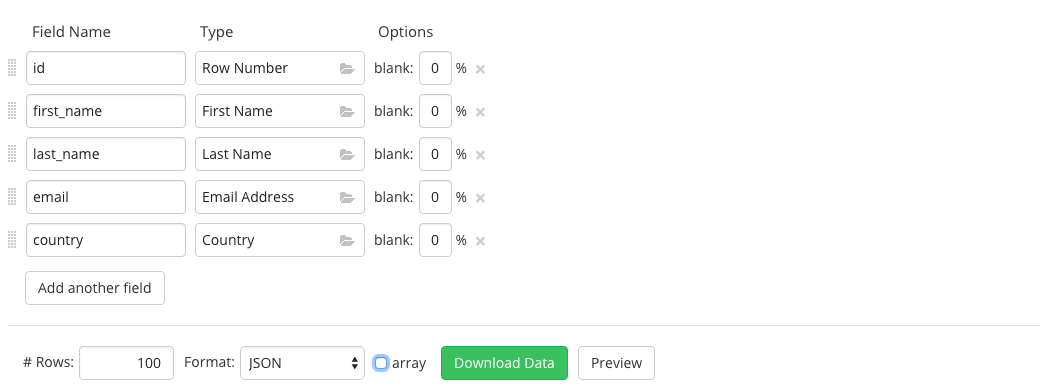 Field Name Type Options
id Row Number blank: 0 %
first_name First Name blank: 0 %
last_name Last Name blank: 0 %
email Email Address blank: 0 %
country Country blank: 0 %
Add another field
# Rows: 100 Format: JSON array Download Data Preview